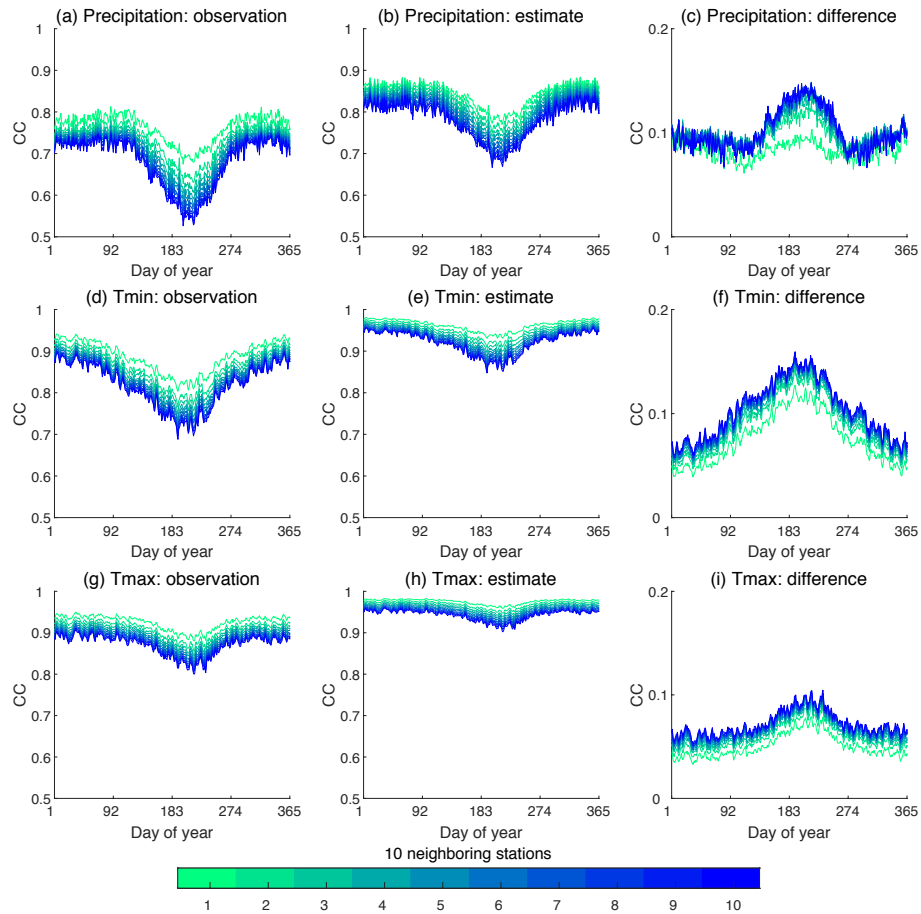 (a) Precipitation: observation
(b) Precipitation: estimate
(c) Precipitation: difference
1
0.9
0.8
0.7
0.6
0.5
CC
1 92 183 274 365
Day of year
1
0.9
0.8
0.7
0.6
0.5
CC
1 92 183 274 365
Day of year
0.2
0.1
0
CC
1 92 183 274 365
Day of year
(d) Tmin: observation
(e) Tmin: estimate
(f) Tmin: difference
1
0.9
0.8
0.7
0.6
0.5
CC
1 92 183 274 365
Day of year
1
0.9
0.8
0.7
0.6
0.5
CC
1 92 183 274 365
Day of year
0.2
0.1
0
CC
1 92 183 274 365
Day of year
(g) Tmax: observation
(h) Tmax: estimate
(i) Tmax: difference
1
0.9
0.8
0.7
0.6
0.5
CC
1 92 183 274 365
Day of year
1
0.9
0.8
0.7
0.6
0.5
CC
1 92 183 274 365
Day of year
0.2
0.1
0
CC
1 92 183 274 365
Day of year
10 neighboring stations
1 2 3 4 5 6 7 8 9 10